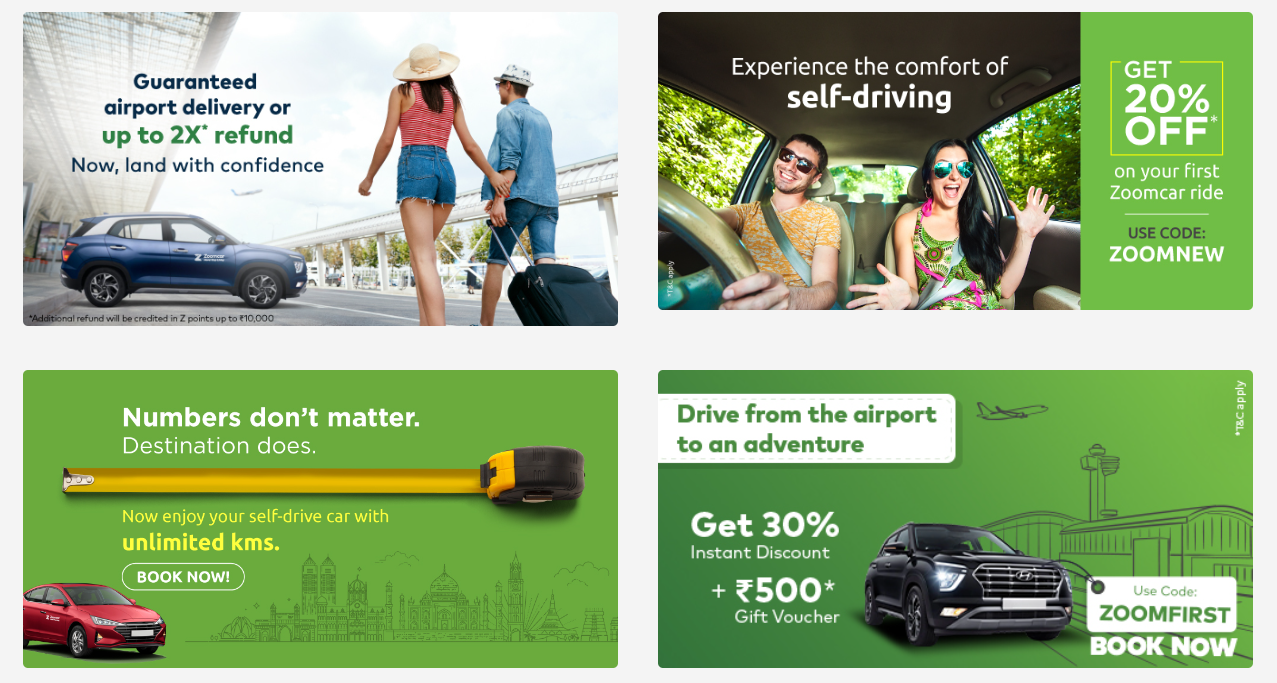 Guaranteed
airport delivery or
up to 2X* refund
Now, land with confidence
Zoomcar
*Additional refund will be credited in Z points up to ₹10,000
Experience the comfort of
self-driving
*T&C apply
GET
20%
OFF*
on your first
Zoomcar ride
USE CODE:
ZOOMNEW
Numbers don't matter.
Destination does.
Now enjoy your self-drive car with
unlimited kms.
BOOK NOW!
*T&C apply
Drive from the airport
to an adventure
Get 30%
Instant Discount
+ ₹500*
Gift Voucher
Use Code:
ZOOMFIRST
BOOK NOW